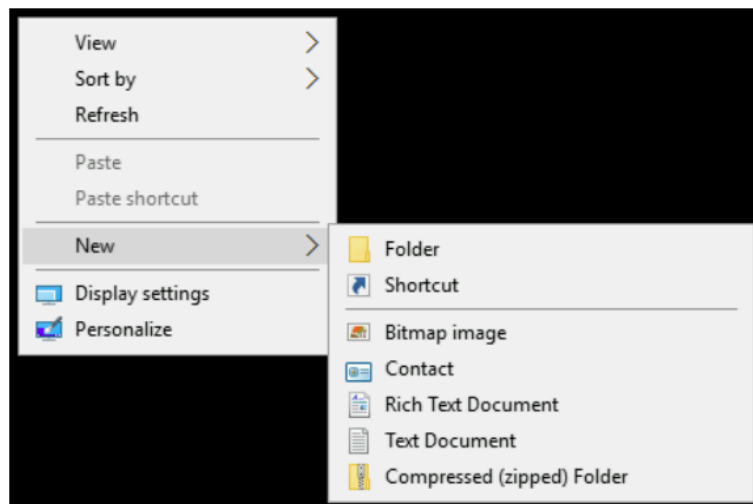 View
Sort by
Refresh
Paste
Paste shortcut
New
Display settings
Personalize
Folder
Shortcut
Bitmap image
Contact
Rich Text Document
Text Document
Compressed (zipped) Folder